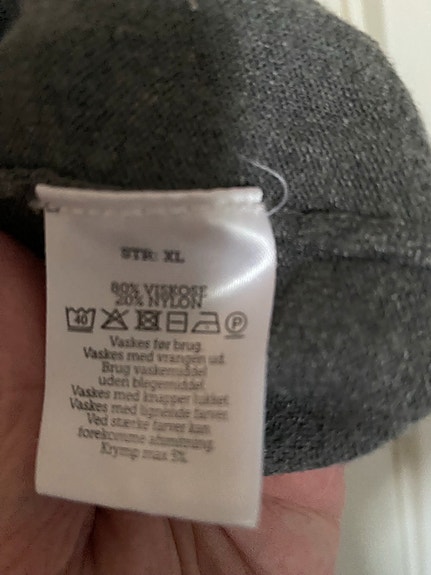 STR: XL
80% VISKOSE
20% NYLON
40 P
Vaskes før brug.
Vaskes med vrangen ud.
Brug vaskemiddel
uden blegemiddel.
Vaskes med knapper lukket.
Vaskes med lignende farver.
Ved stærke farver kan
forekomme afsmitning.
Krymp max 5%.